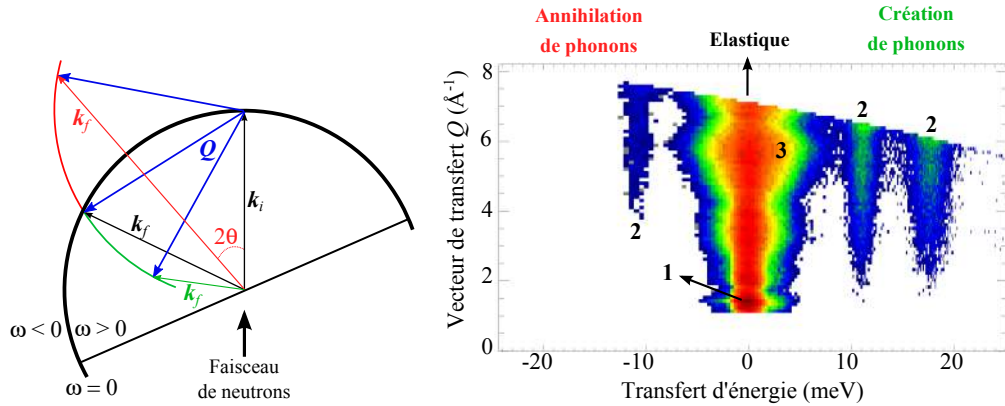 k_f
Q
k_f
k_i
2θ
k_f
ω < 0
ω > 0
ω = 0
Faisceau
de neutrons
Annihilation
de phonons
Elastique
Création
de phonons
Vecteur de transfert Q (Å⁻¹)
8
6
4
2
0
2
2
3
2
1
-20
-10
0
10
20
Transfert d'énergie (meV)